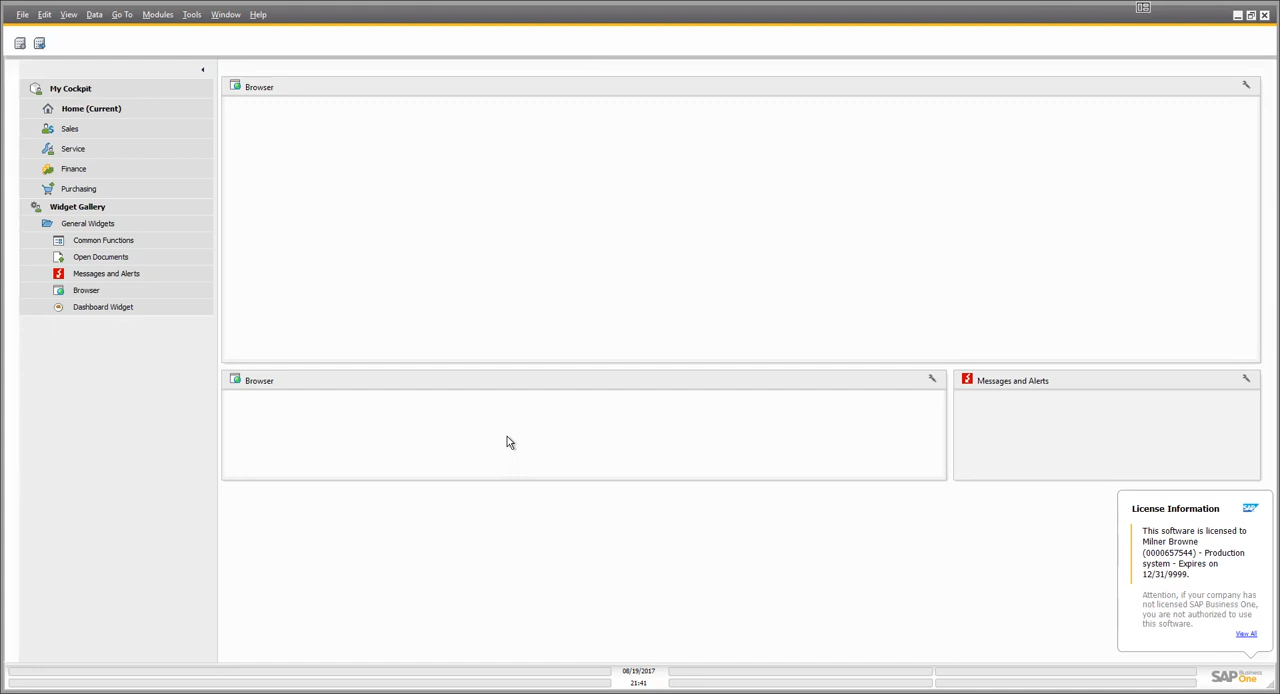 File Edit View Data Go To Modules Tools Window Help
My Cockpit
Home (Current)
Sales
Service
Finance
Purchasing
Widget Gallery
General Widgets
Common Functions
Open Documents
Messages and Alerts
Browser
Dashboard Widget
Browser
Browser
Messages and Alerts
License Information
SAP
This software is licensed to
Milner Browne
(0000657544) - Production
system - Expires on
12/31/9999.
Attention, if your company has
not licensed SAP Business One,
you are not authorized to use
this software.
View All
08/19/2017
21:41
SAP Business One